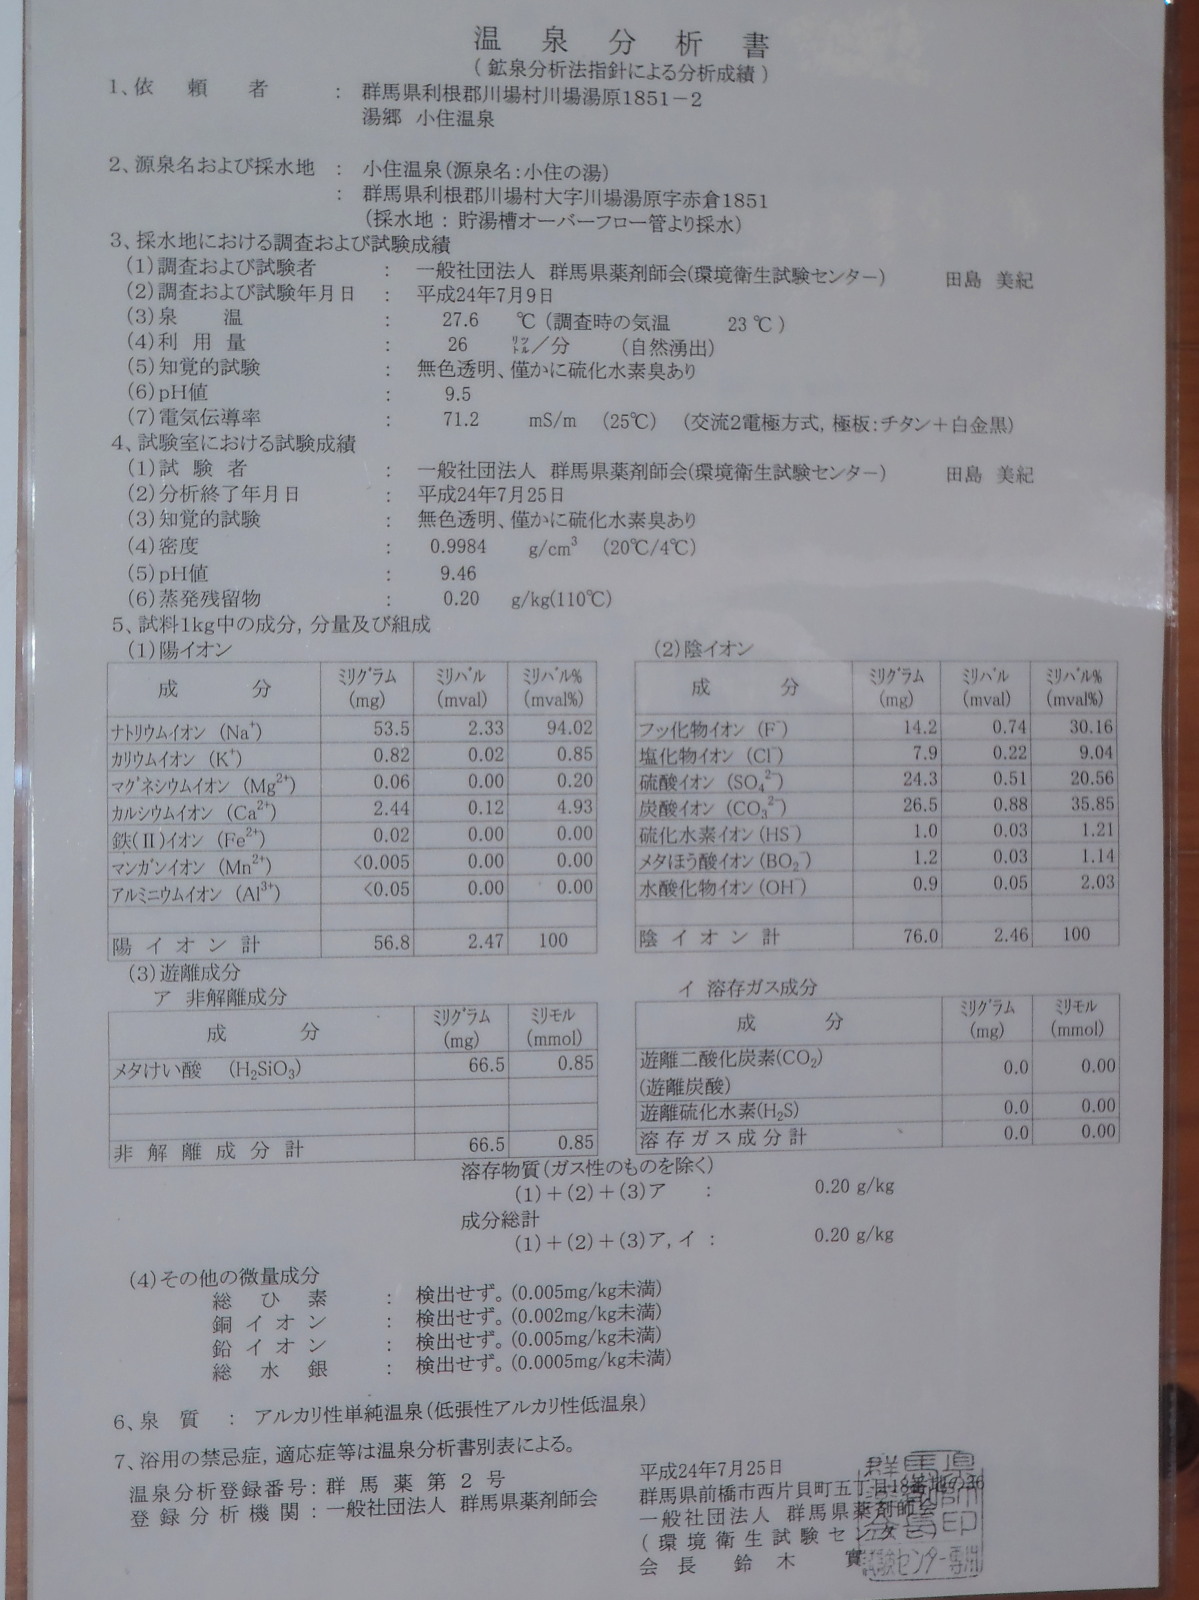 温泉分析書
(鉱泉分析法指針による分析成績)
1、依頼者 : 群馬県利根郡川場村川場湯原1851-2
湯郷 小住温泉
2、源泉名および採水地 : 小住温泉(源泉名:小住の湯)
: 群馬県利根郡川場村大字川場湯原字赤倉1851
(採水地:貯湯槽オーバーフロー管より採水)
3、採水地における調査および試験成績
(1)調査および試験者 : 一般社団法人 群馬県薬剤師会(環境衛生試験センター) 田島 美紀
(2)調査および試験年月日 : 平成24年7月9日
(3)泉温 : 27.6 ℃(調査時の気温 23℃)
(4)利用量 : 26 リットル/分 (自然湧出)
(5)知覚的試験 : 無色透明、僅かに硫化水素臭あり
(6)pH値 : 9.5
(7)電気伝導率 : 71.2 mS/m (25℃) (交流2電極方式, 極板:チタン+白金黒)
4、試験室における試験成績
(1)試験者 : 一般社団法人 群馬県薬剤師会(環境衛生試験センター) 田島 美紀
(2)分析終了年月日 : 平成24年7月25日
(3)知覚的試験 : 無色透明、僅かに硫化水素臭あり
(4)密度 : 0.9984 g/cm³ (20℃/4℃)
(5)pH値 : 9.46
(6)蒸発残留物 : 0.20 g/kg(110℃)
5、試料1kg中の成分, 分量及び組成
(1)陽イオン
成分 ミリグラム(mg) ミリバル(mval) ミリバル%(mval%)
ナトリウムイオン (Na⁺) 53.5 2.33 94.02
カリウムイオン (K⁺) 0.82 0.02 0.85
マグネシウムイオン (Mg²⁺) 0.06 0.00 0.20
カルシウムイオン (Ca²⁺) 2.44 0.12 4.93
鉄(Ⅱ)イオン (Fe²⁺) 0.02 0.00 0.00
マンガンイオン (Mn²⁺) <0.005 0.00 0.00
アルミニウムイオン (Al³⁺) <0.05 0.00 0.00
陽イオン計 56.8 2.47 100
(2)陰イオン
成分 ミリグラム(mg) ミリバル(mval) ミリバル%(mval%)
フッ化物イオン (F⁻) 14.2 0.74 30.16
塩化物イオン (Cl⁻) 7.9 0.22 9.04
硫酸イオン (SO₄²⁻) 24.3 0.51 20.56
炭酸イオン (CO₃²⁻) 26.5 0.88 35.85
硫化水素イオン (HS⁻) 1.0 0.03 1.21
メタほう酸イオン (BO₂⁻) 1.2 0.03 1.14
水酸化物イオン (OH⁻) 0.9 0.05 2.03
陰イオン計 76.0 2.46 100
(3)遊離成分
ア 非解離成分
成分 ミリグラム(mg) ミリモル(mmol)
メタけい酸 (H₂SiO₃) 66.5 0.85
非解離成分計 66.5 0.85
イ 溶存ガス成分
成分 ミリグラム(mg) ミリモル(mmol)
遊離二酸化炭素(CO₂)
(遊離炭酸) 0.0 0.00
遊離硫化水素(H₂S) 0.0 0.00
溶存ガス成分計 0.0 0.00
溶存物質(ガス性のものを除く)
(1)+(2)+(3)ア : 0.20 g/kg
成分総計
(1)+(2)+(3)ア, イ : 0.20 g/kg
(4)その他の微量成分
総ひ素 : 検出せず。(0.005mg/kg未満)
銅イオン : 検出せず。(0.002mg/kg未満)
鉛イオン : 検出せず。(0.005mg/kg未満)
総水銀 : 検出せず。(0.0005mg/kg未満)
6、泉質 : アルカリ性単純温泉(低張性アルカリ性低温泉)
7、浴用の禁忌症, 適応症等は温泉分析書別表による。
温泉分析登録番号:群馬薬第2号
登録分析機関:一般社団法人 群馬県薬剤師会
平成24年7月25日
群馬県前橋市西片貝町五丁目18番地の36
一般社団法人 群馬県薬剤師会
(環境衛生試験センター)
会長 鈴木 實